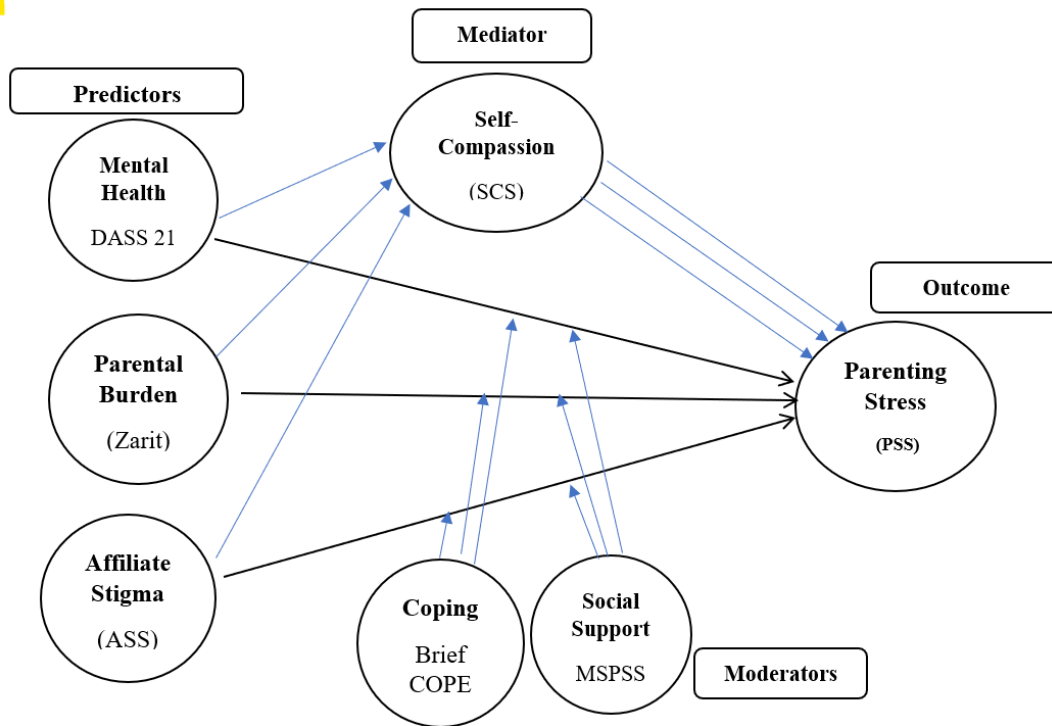 Mediator
Predictors
Self-
Compassion
(SCS)
Mental
Health
DASS 21
Outcome
Parental
Burden
(Zarit)
Parenting
Stress
(PSS)
Affiliate
Stigma
(ASS)
Coping
Brief
COPE
Social
Support
MSPSS
Moderators